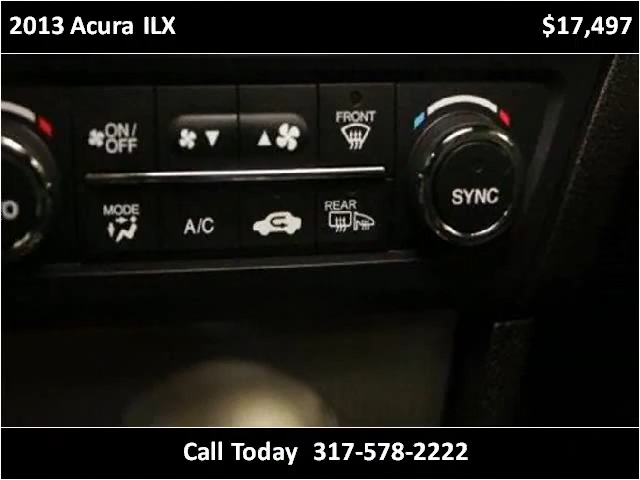 2013 Acura ILX $17,497
ON/
OFF
FRONT
MODE
A/C
REAR
SYNC
Call Today 317-578-2222